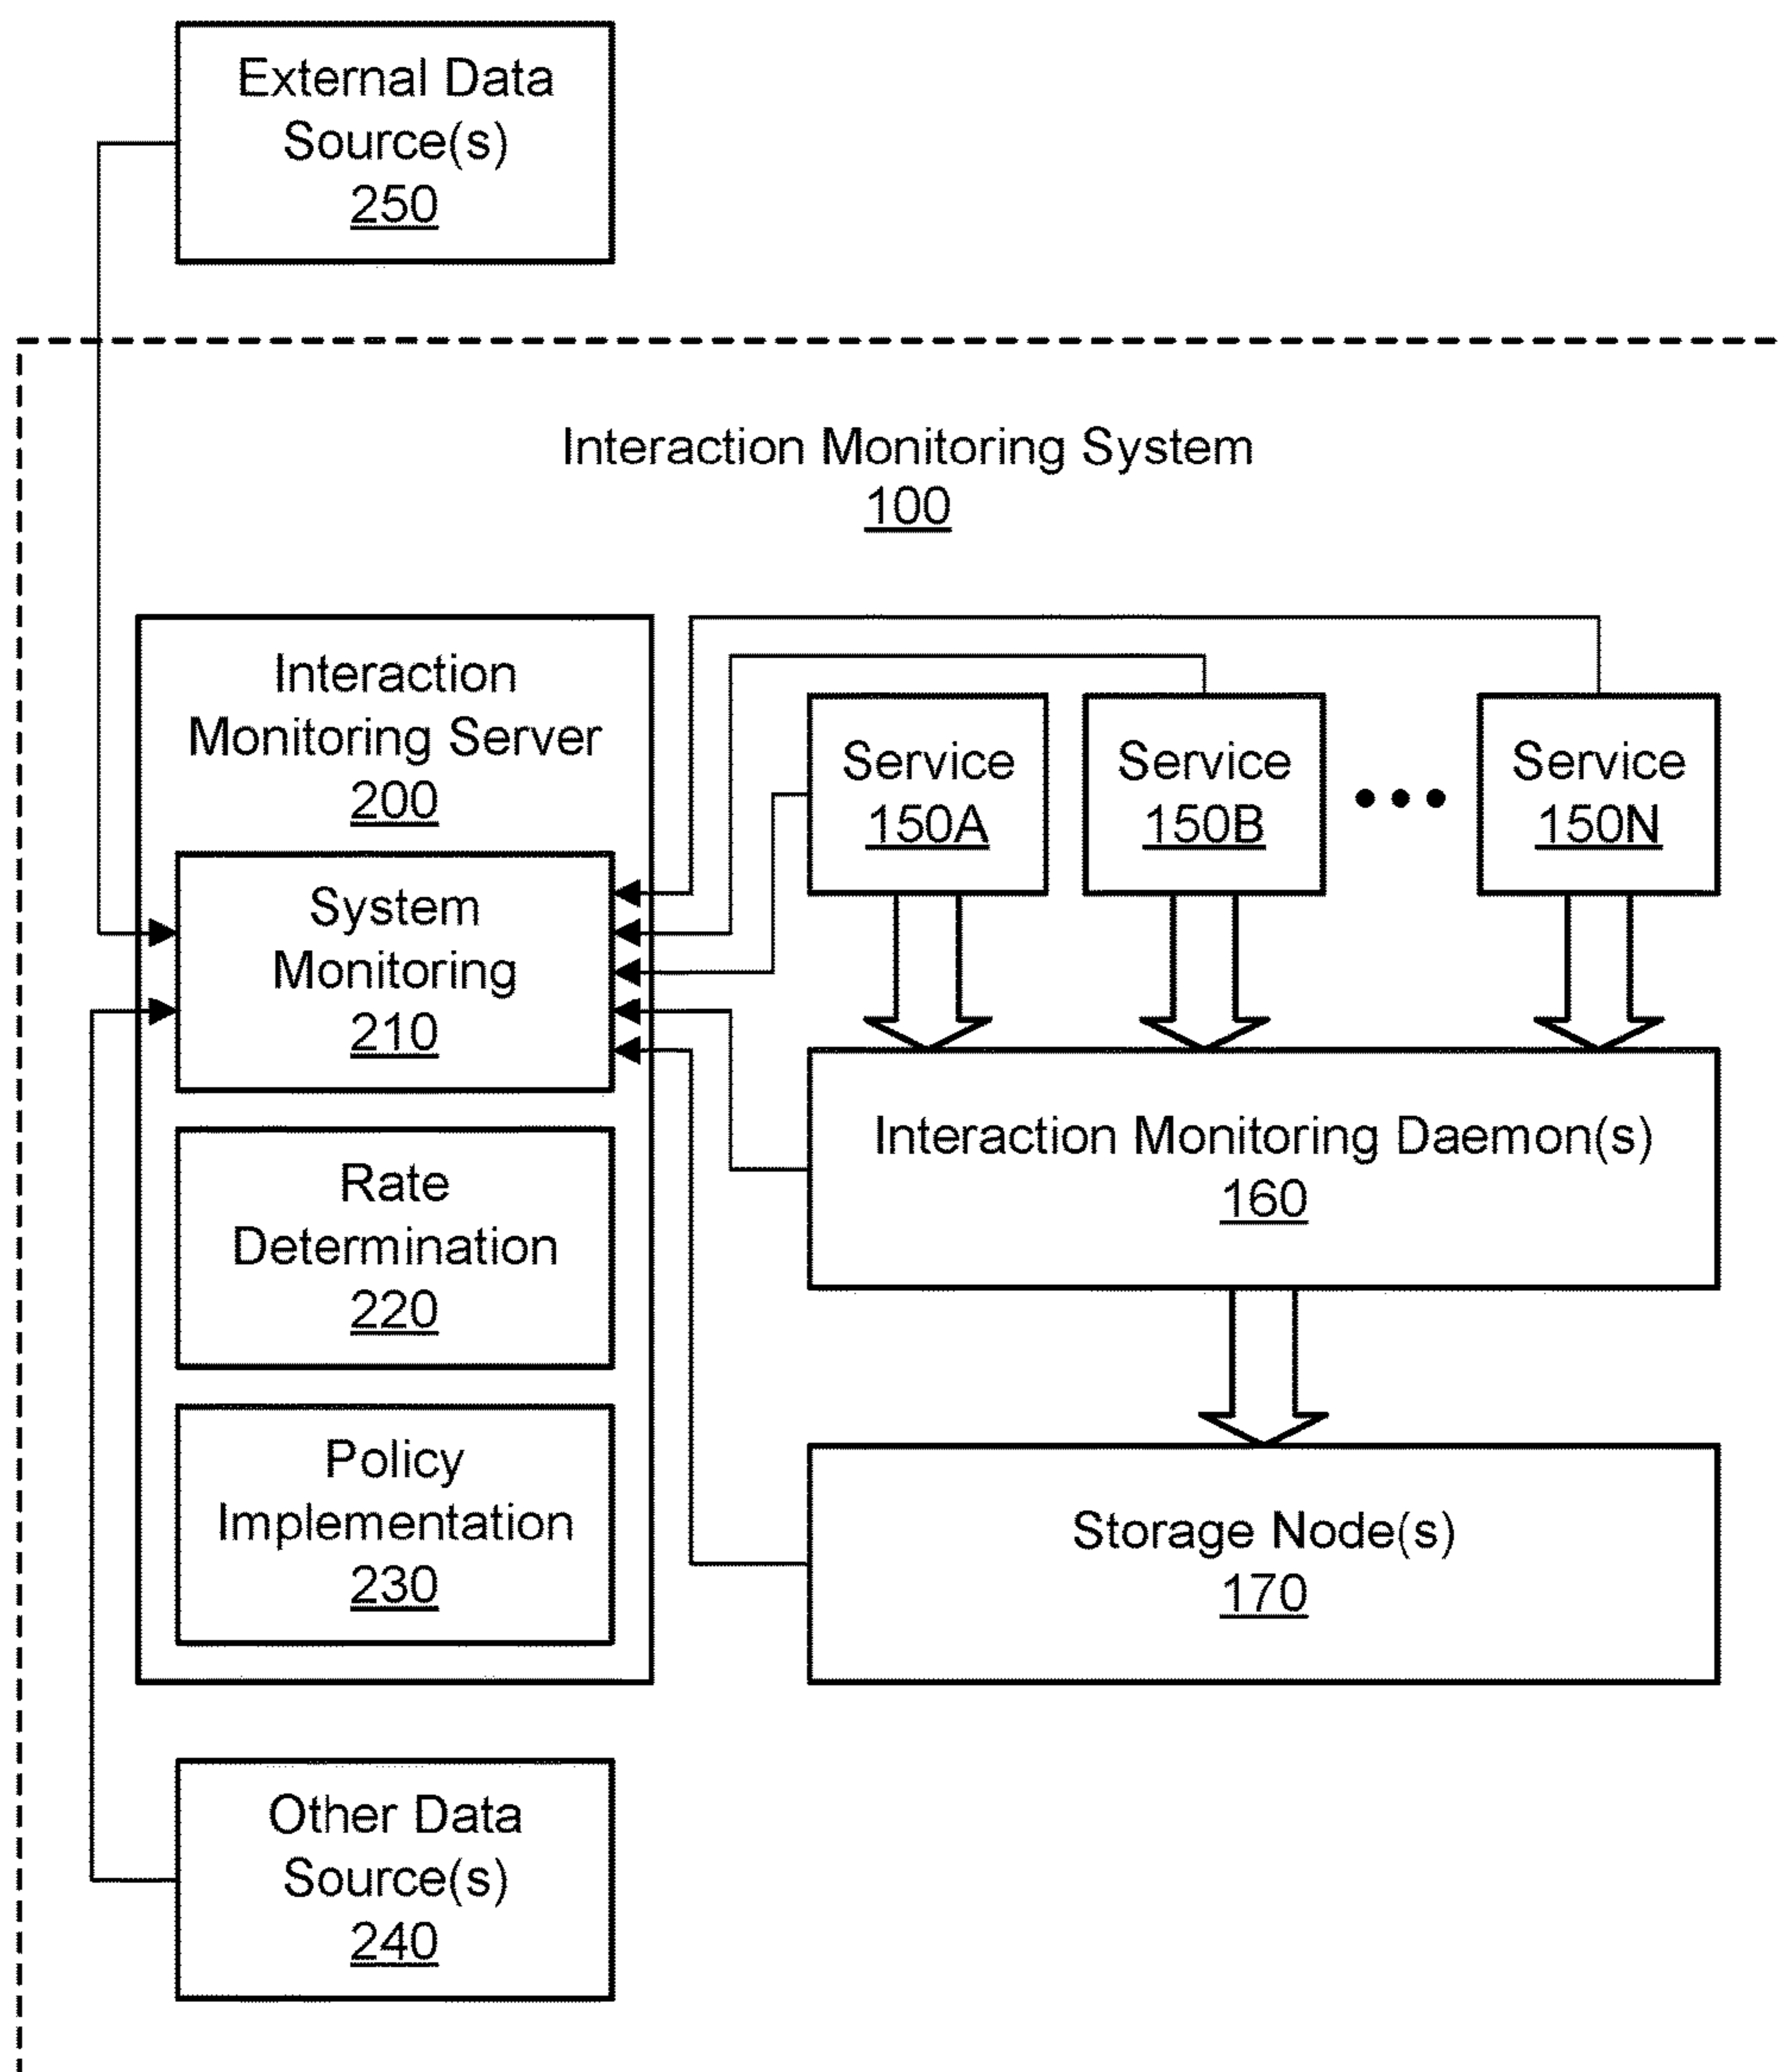 External Data
Source(s)
250
Interaction Monitoring System
100
Interaction
Monitoring Server
200
System
Monitoring
210
Rate
Determination
220
Policy
Implementation
230
Service
150A
Service
150B
Service
150N
Interaction Monitoring Daemon(s)
160
Storage Node(s)
170
Other Data
Source(s)
240